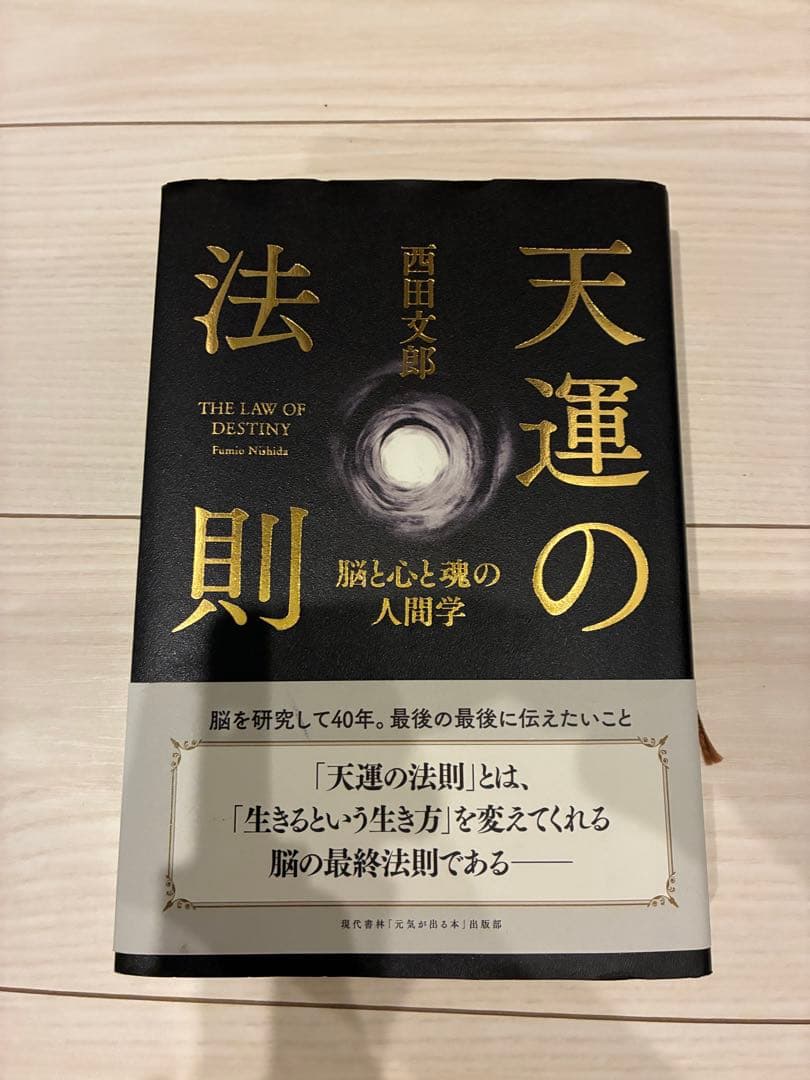 天運の
法則
西田文郎
THE LAW OF
DESTINY
Fumio Nishida
脳と心と魂の
人間学
脳を研究して40年。最後の最後に伝えたいこと
「天運の法則」とは、
「生きるという生き方」を変えてくれる
脳の最終法則である――
現代書林「元気が出る本」出版部